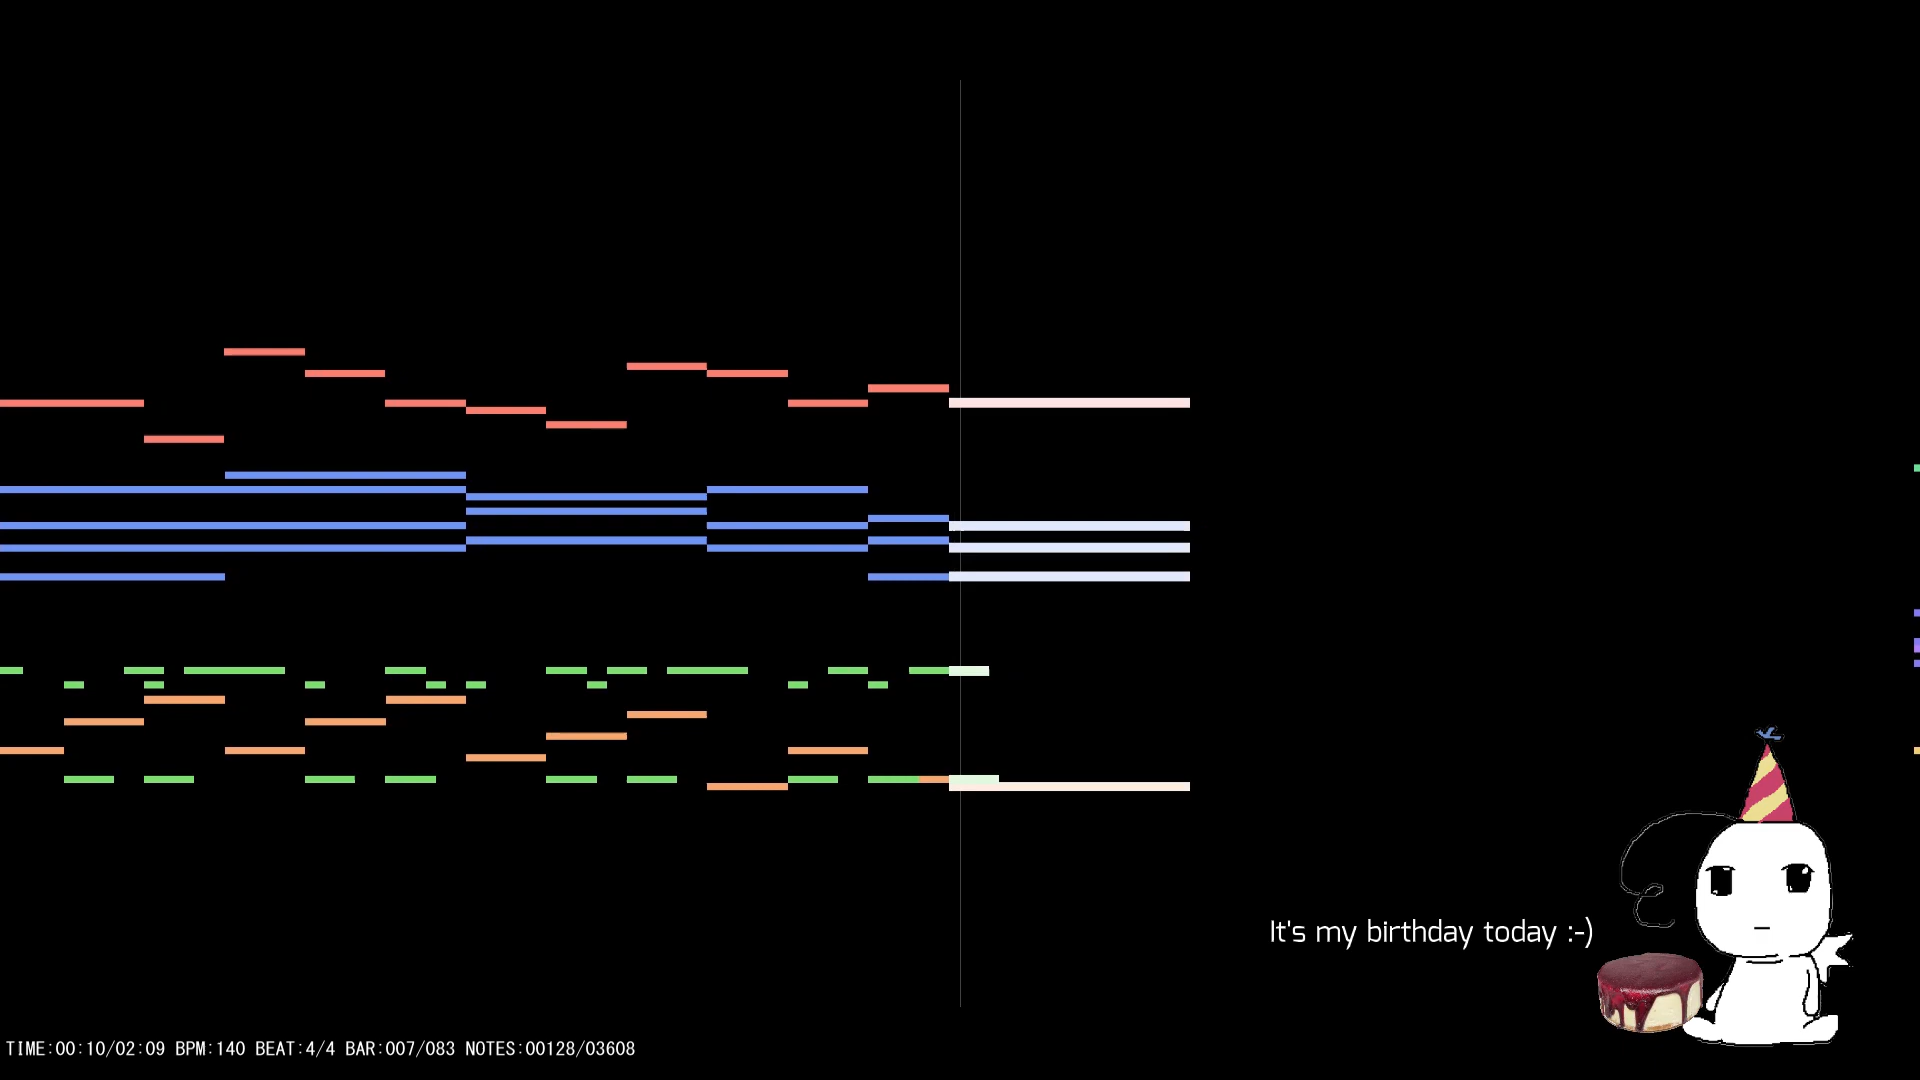 It's my birthday today :-)
TIME:00:10/02:09 BPM:140 BEAT:4/4 BAR:007/083 NOTES:00128/03608